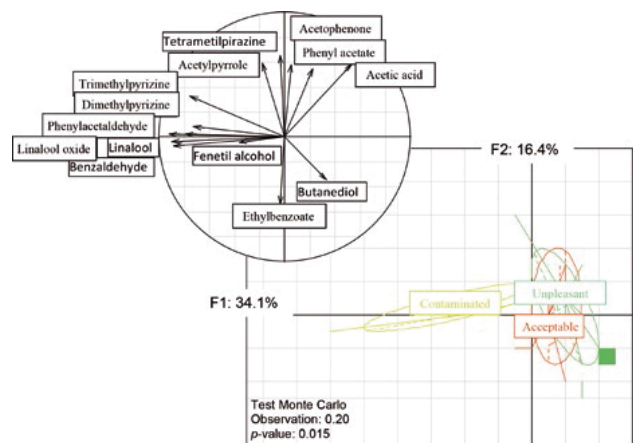 Acetophenone
Tetrametilpirazine
Phenyl acetate
Acetylpyrrole
Acetic acid
Trimethylpyrizine
Dimethylpyrizine
Phenylacetaldehyde
Linalool oxide
Linalool
Fenetil alcohol
Benzaldehyde
Butanediol
Ethylbenzoate
F2: 16.4%
F1: 34.1%
Contaminated
Unpleasant
Acceptable
Test Monte Carlo
Observation: 0.20
p-value: 0.015